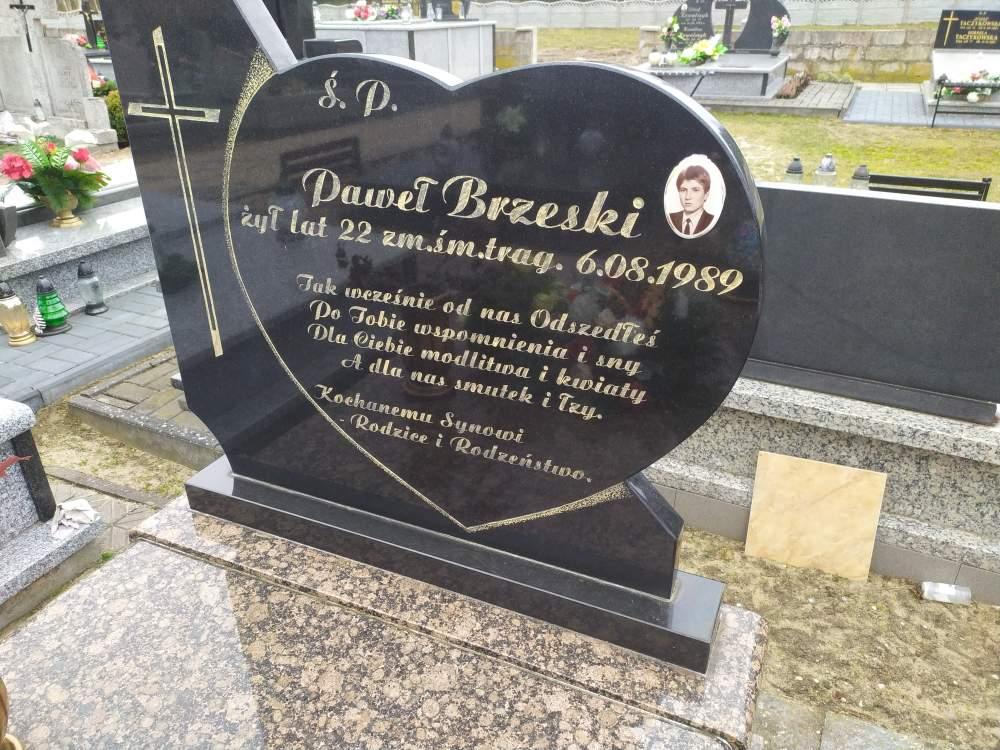 Ś. P.
Paweł Brzeski
żył lat 22 zm.śm.trag. 6.08.1989
Tak wcześnie od nas Odszedłeś
Po Tobie wspomnienia i sny
Dla Ciebie modlitwa i kwiaty
A dla nas smutek i łzy.
Kochanemu Synowi
- Rodzice i Rodzeństwo.
TACZYKOWSKA